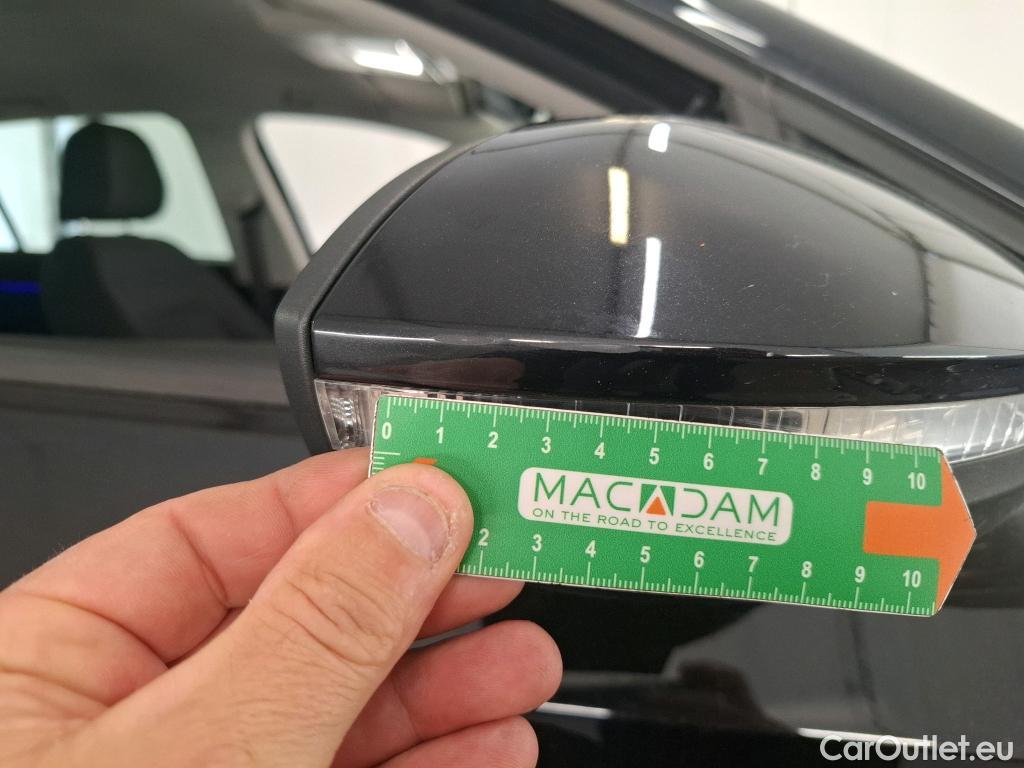 0 1 2 3 4 5 6 7 8 9 10
MACADAM
ON THE ROAD TO EXCELLENCE
2 3 4 5 6 7 8 9 10
CarOutlet.eu